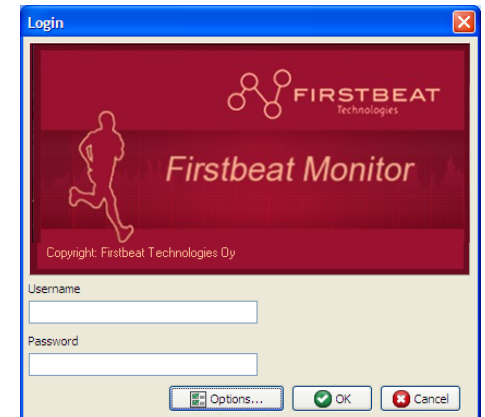 Login
FIRSTBEAT
Technologies
Firstbeat Monitor
Copyright: Firstbeat Technologies Oy
Username
Password
Options...
OK
Cancel